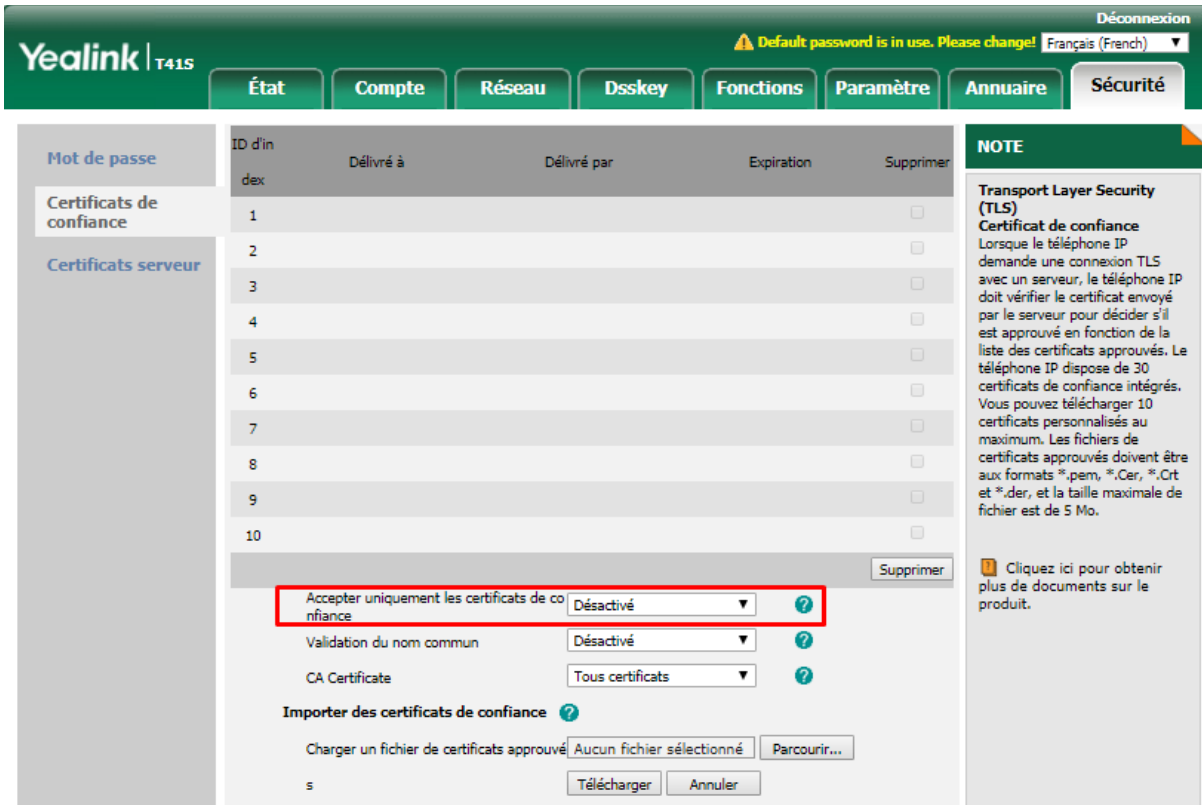 Déconnexion
Default password is in use. Please change! Français (French)
Yealink T41S
État Compte Réseau Dsskey Fonctions Paramètre Annuaire Sécurité
Mot de passe
Certificats de
confiance
Certificats serveur
ID d'in
dex
Délivré à Délivré par Expiration Supprimer
1
2
3
4
5
6
7
8
9
10
Supprimer
Accepter uniquement les certificats de co
nfiance
Désactivé ?
Validation du nom commun Désactivé ?
CA Certificate Tous certificats ?
Importer des certificats de confiance ?
Charger un fichier de certificats approuvé
s
Aucun fichier sélectionné Parcourir...
Télécharger Annuler
NOTE
Transport Layer Security
(TLS)
Certificat de confiance
Lorsque le téléphone IP
demande une connexion TLS
avec un serveur, le téléphone IP
doit vérifier le certificat envoyé
par le serveur pour décider s'il
est approuvé en fonction de la
liste des certificats approuvés. Le
téléphone IP dispose de 30
certificats de confiance intégrés.
Vous pouvez télécharger 10
certificats personnalisés au
maximum. Les fichiers de
certificats approuvés doivent être
aux formats *.pem, *.Cer, *.Crt
et *.der, et la taille maximale de
fichier est de 5 Mo.
? Cliquez ici pour obtenir
plus de documents sur le
produit.